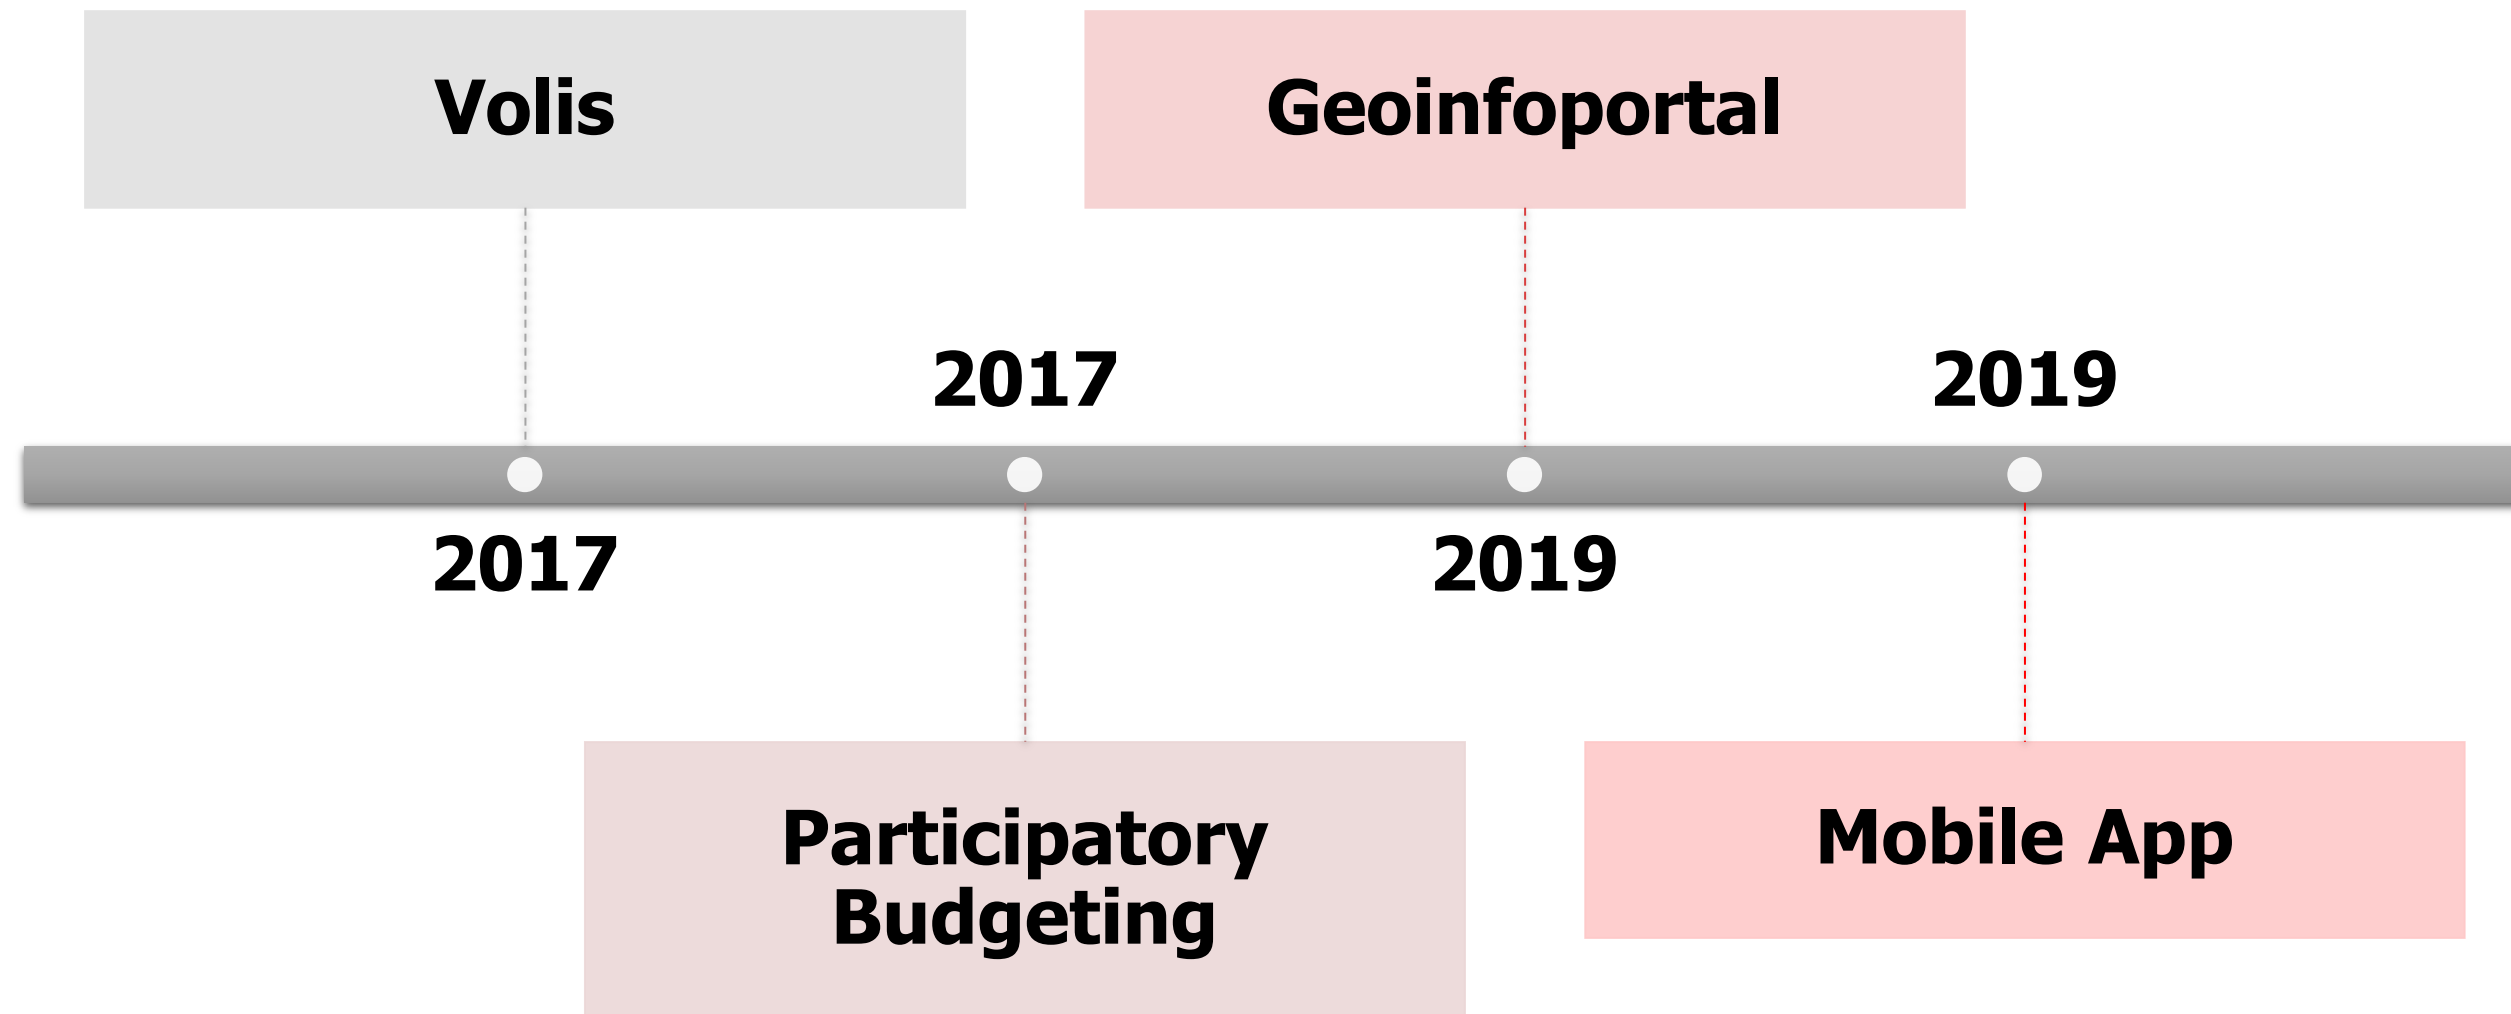 Volis
Geoinfoportal
2017
2019
2017
2019
Participatory
Budgeting
Mobile App